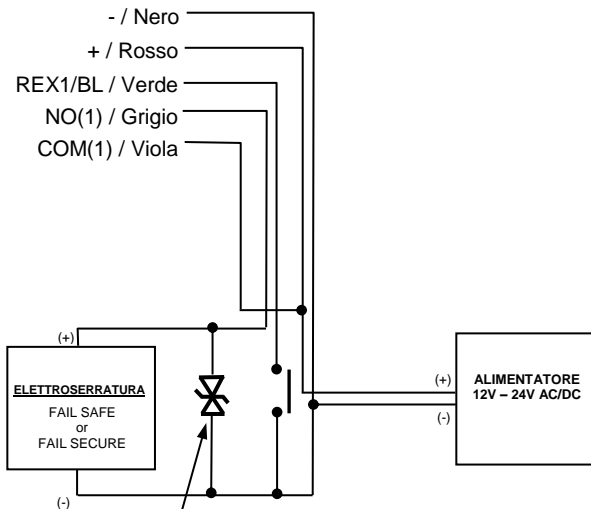 - / Nero
+ / Rosso
REX1/BL / Verde
NO(1) / Grigio
COM(1) / Viola
(+)
ELETTROSERRATURA
FAIL SAFE
or
FAIL SECURE
(-)
(+)
(-)
ALIMENTATORE
12V – 24V AC/DC